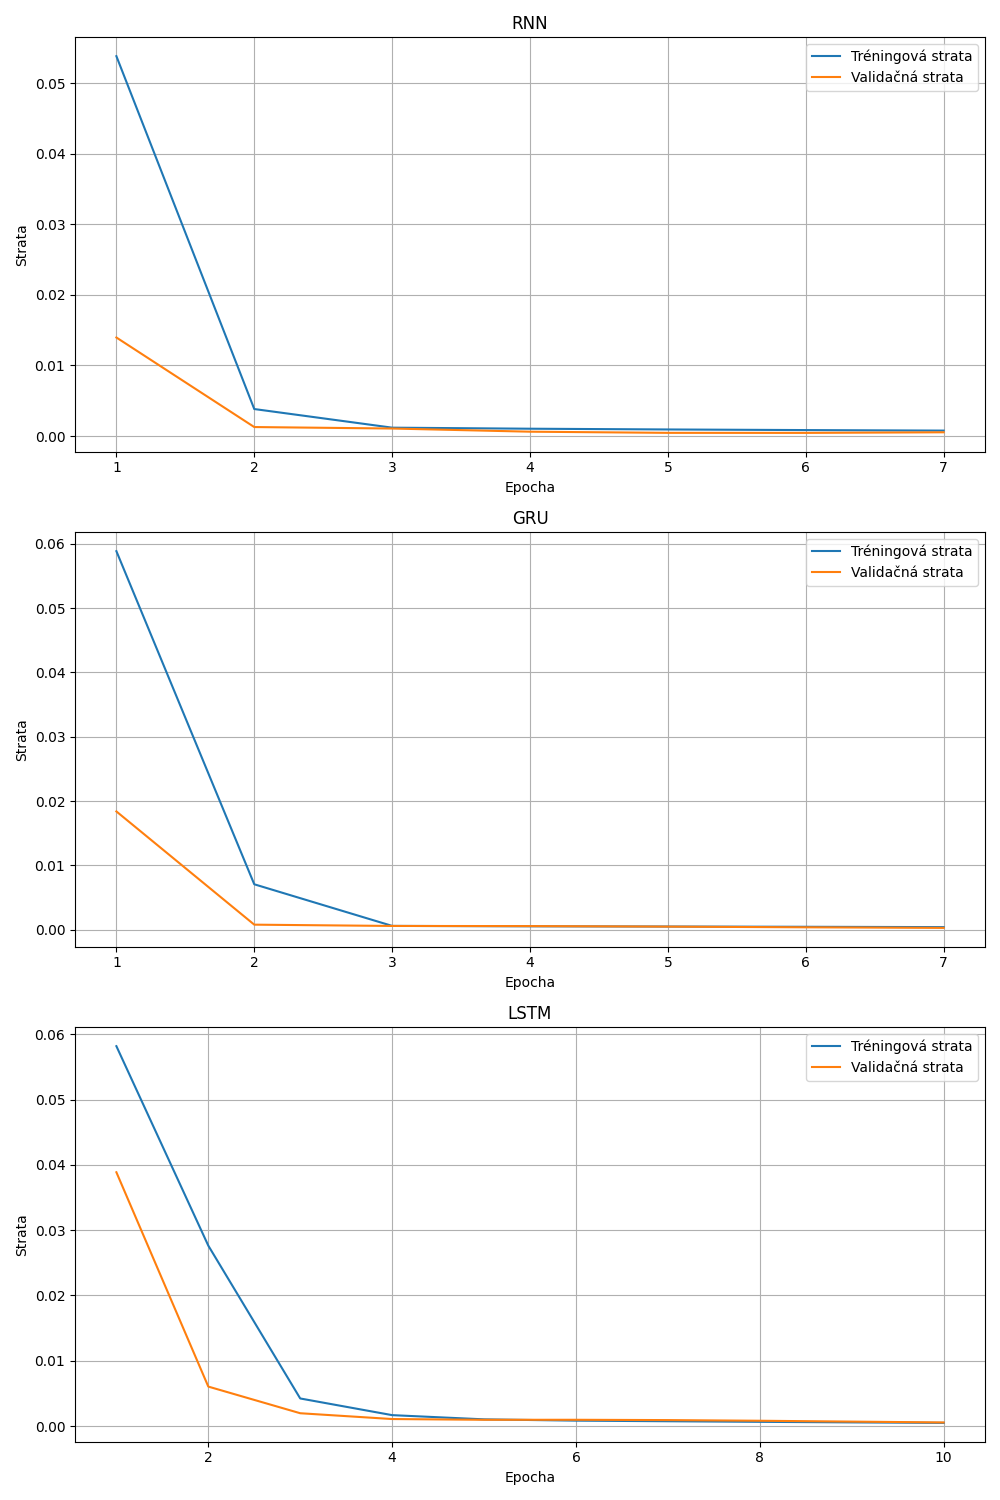 RNN
Tréningová strata
Validačná strata
0.05
0.04
0.03
0.02
0.01
0.00
Strata
1 2 3 4 5 6 7
Epocha
GRU
Tréningová strata
Validačná strata
0.06
0.05
0.04
0.03
0.02
0.01
0.00
Strata
1 2 3 4 5 6 7
Epocha
LSTM
Tréningová strata
Validačná strata
0.06
0.05
0.04
0.03
0.02
0.01
0.00
Strata
2 4 6 8 10
Epocha